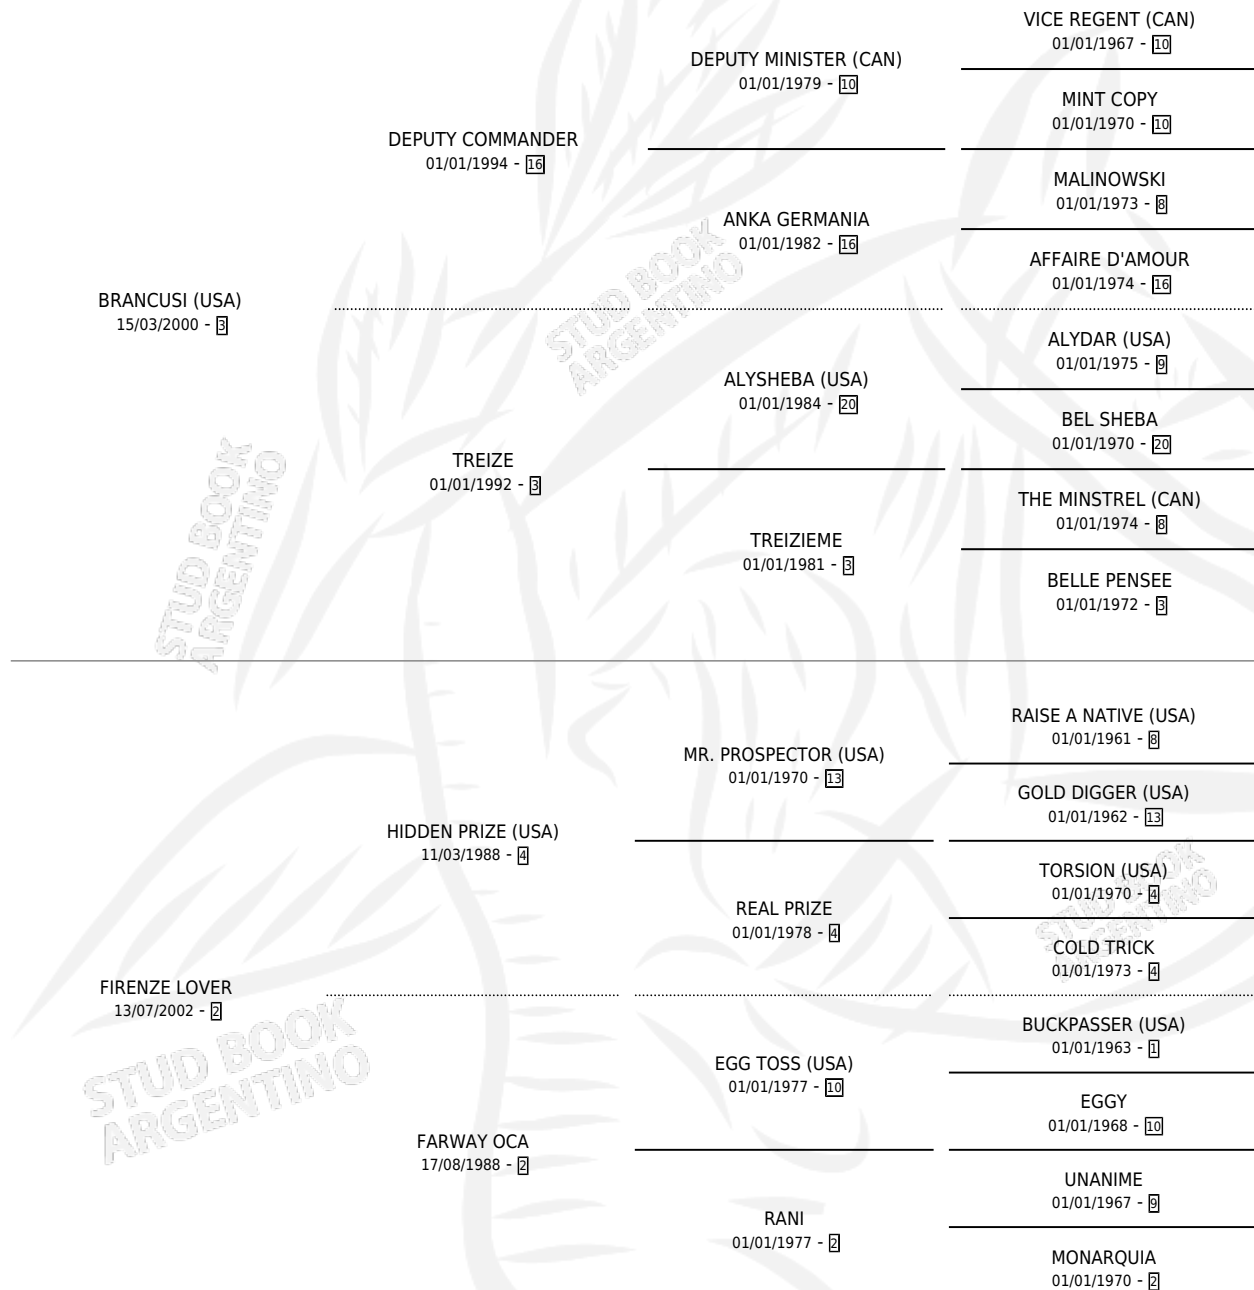 VICE REGENT (CAN)
01/01/1967 - 10
DEPUTY MINISTER (CAN)
01/01/1979 - 10
MINT COPY
01/01/1970 - 10
DEPUTY COMMANDER
01/01/1994 - 16
MALINOWSKI
01/01/1973 - 8
ANKA GERMANIA
01/01/1982 - 16
AFFAIRE D'AMOUR
01/01/1974 - 16
BRANCUSI (USA)
15/03/2000 - 3
STUD BOOK
ARGENTINO
ALYDAR (USA)
01/01/1975 - 9
ALYSHEBA (USA)
01/01/1984 - 20
BEL SHEBA
01/01/1970 - 20
TREIZE
01/01/1992 - 3
THE MINSTREL (CAN)
01/01/1974 - 8
TREIZIEME
01/01/1981 - 3
BELLE PENSEE
01/01/1972 - 3
STUD BOOK
ARGENTINO
RAISE A NATIVE (USA)
01/01/1961 - 8
MR. PROSPECTOR (USA)
01/01/1970 - 13
GOLD DIGGER (USA)
01/01/1962 - 13
HIDDEN PRIZE (USA)
11/03/1988 - 4
TORSION (USA)
01/01/1970 - 4
REAL PRIZE
01/01/1978 - 4
COLD TRICK
01/01/1973 - 4
STUD BOOK
ARGENTINO
FIRENZE LOVER
13/07/2002 - 2
BUCKPASSER (USA)
01/01/1963 - 1
EGG TOSS (USA)
01/01/1977 - 10
EGGY
01/01/1968 - 10
STUD BOOK
ARGENTINO
FARWAY OCA
17/08/1988 - 2
UNANIME
01/01/1967 - 9
RANI
01/01/1977 - 2
MONARQUIA
01/01/1970 - 2